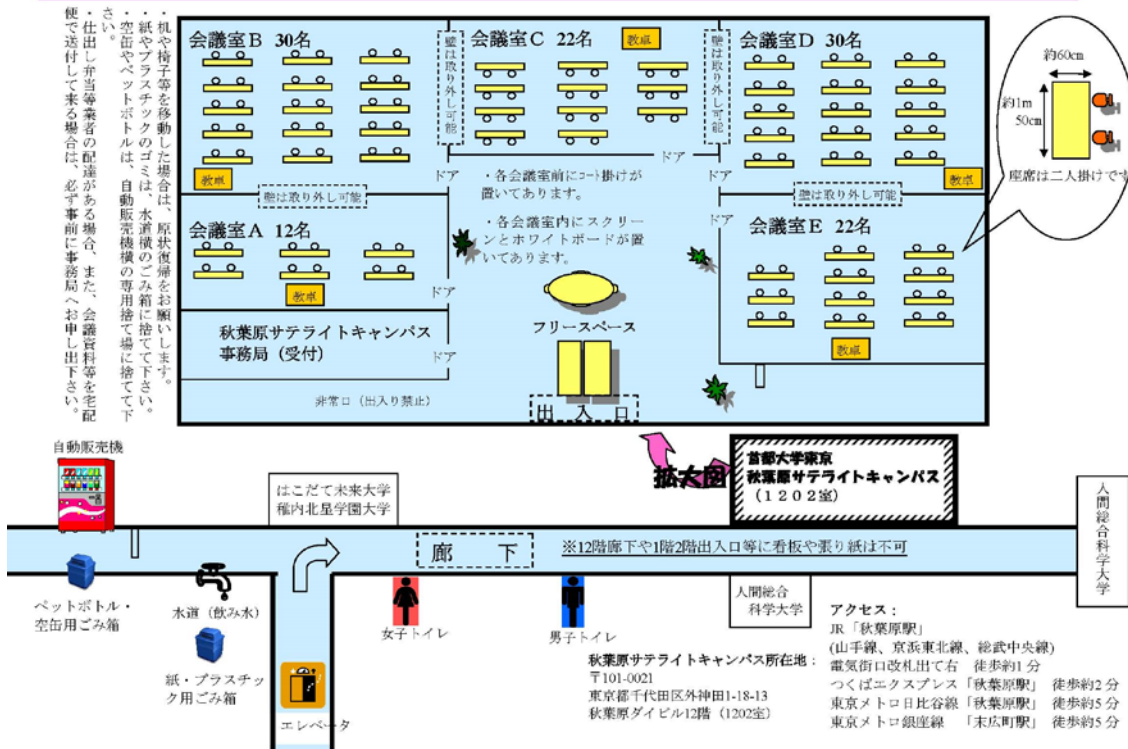 ・机や椅子等を移動した場合は、原状復帰をお願いします。
・紙やプラスチックのゴミは、水道横のごみ箱に捨てて下さい。
・空缶やペットボトルは、自動販売機横の専用捨て場に捨てて下
さい。
・仕出し弁当等業者の配達がある場合、また、会議資料等を宅配
便で送付して来る場合は、必ず事前に事務局へお申し出下さい。
会議室B 30名
壁は取り外し可能
会議室C 22名
教卓
壁は取り外し可能
会議室D 30名
約60cm
約1m
50cm
座席は二人掛けです
教卓
壁は取り外し可能
ドア
ドア
ドア
・各会議室前にコート掛けが
置いてあります。
・各会議室内にスクリー
ンとホワイトボードが置
いてあります。
教卓
壁は取り外し可能
会議室A 12名
教卓
ドア
ドア
会議室E 22名
教卓
フリースペース
秋葉原サテライトキャンパス
事務局(受付)
ドア
非常口(出入り禁止)
出 入 口
拡大図
首都大学東京
秋葉原サテライトキャンパス
(1202室)
自動販売機
はこだて未来大学
稚内北星学園大学
人間総合科学大学
廊 下
※12階廊下や1階2階出入口等に看板や張り紙は不可
ペットボトル・
空缶用ごみ箱
水道(飲み水)
紙・プラスチッ
ク用ごみ箱
エレベータ
女子トイレ
男子トイレ
人間総合
科学大学
秋葉原サテライトキャンパス所在地:
〒101-0021
東京都千代田区外神田1-18-13
秋葉原ダイビル12階(1202室)
アクセス:
JR「秋葉原駅」
(山手線、京浜東北線、総武中央線)
電気街口改札出て右 徒歩約1分
つくばエクスプレス「秋葉原駅」 徒歩約2分
東京メトロ日比谷線「秋葉原駅」 徒歩約5分
東京メトロ銀座線 「末広町駅」 徒歩約5分